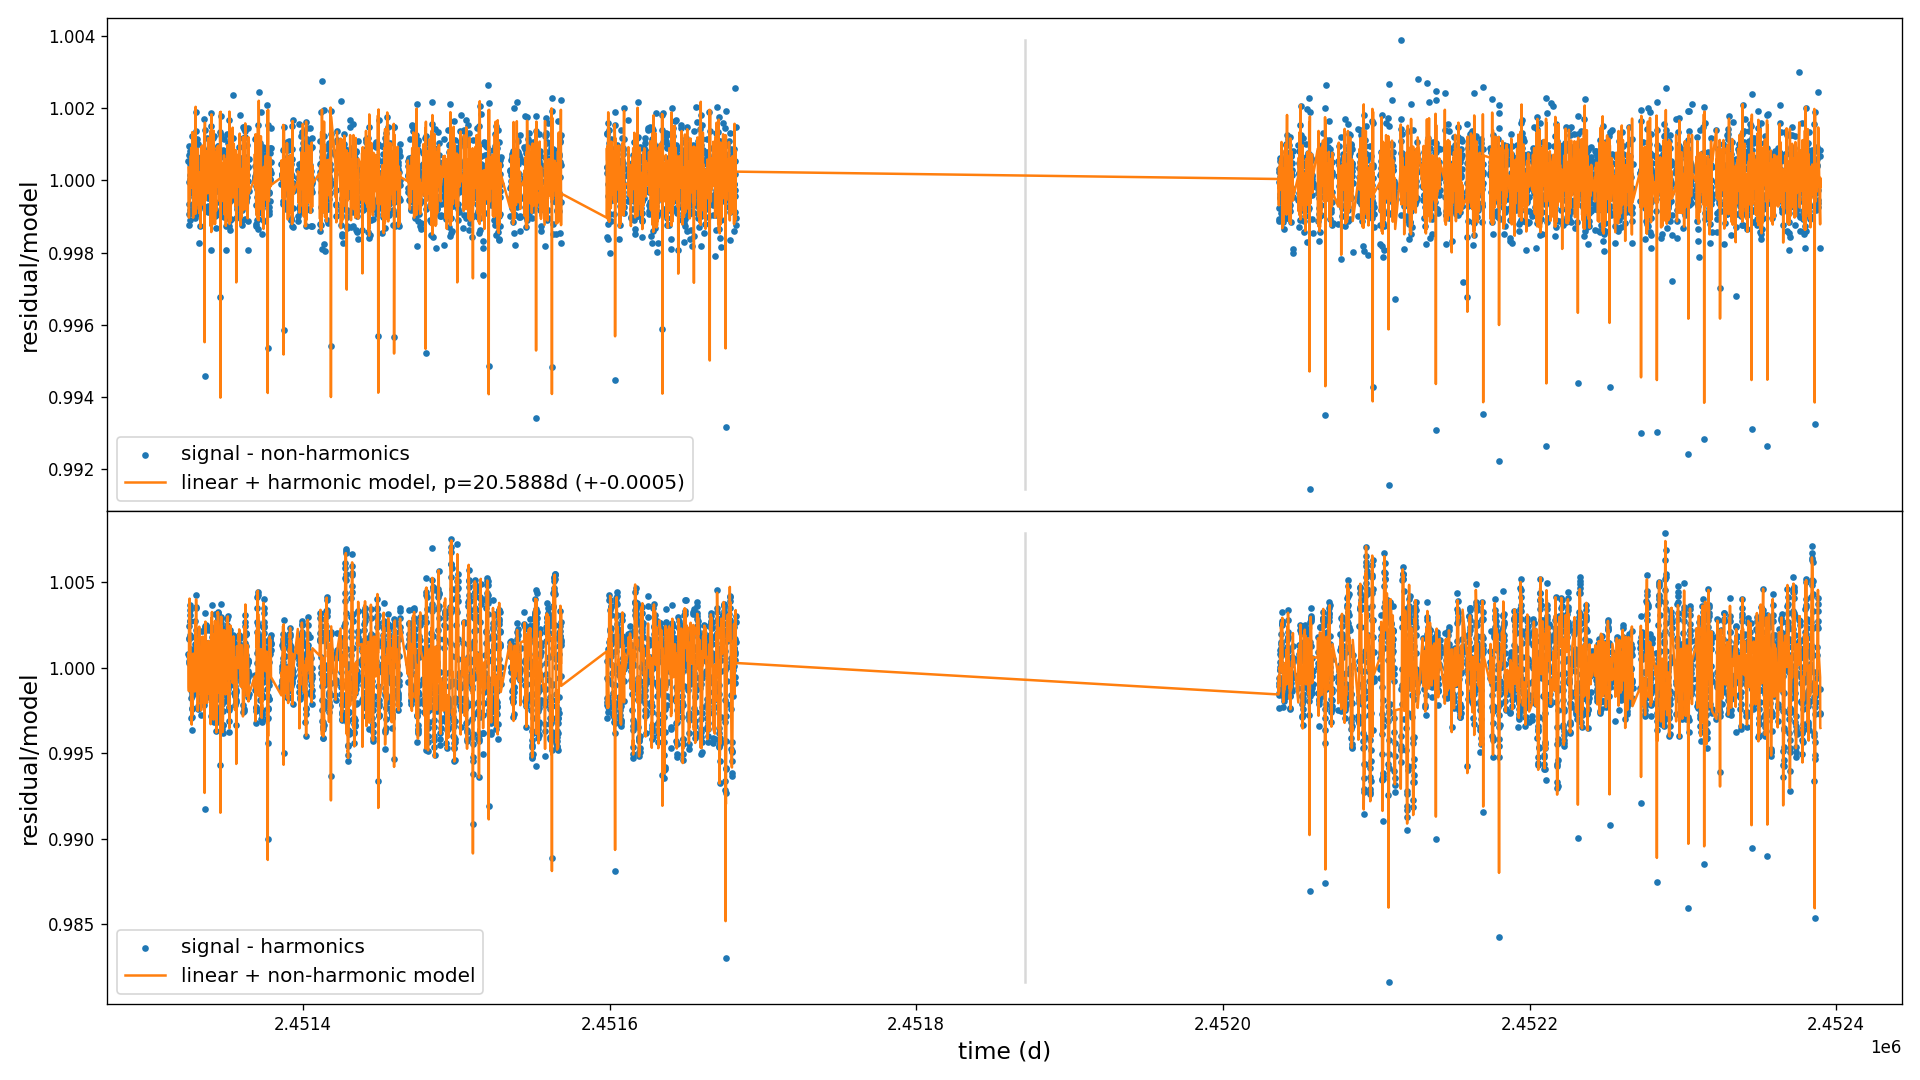 1.004
1.002
1.000
0.998
0.996
0.994
0.992
residual/model
signal - non-harmonics
linear + harmonic model, p=20.5888d (+-0.0005)
1.005
1.000
0.995
0.990
0.985
residual/model
signal - harmonics
linear + non-harmonic model
2.4514 2.4516 2.4518 2.4520 2.4522 2.4524
1e6
time (d)